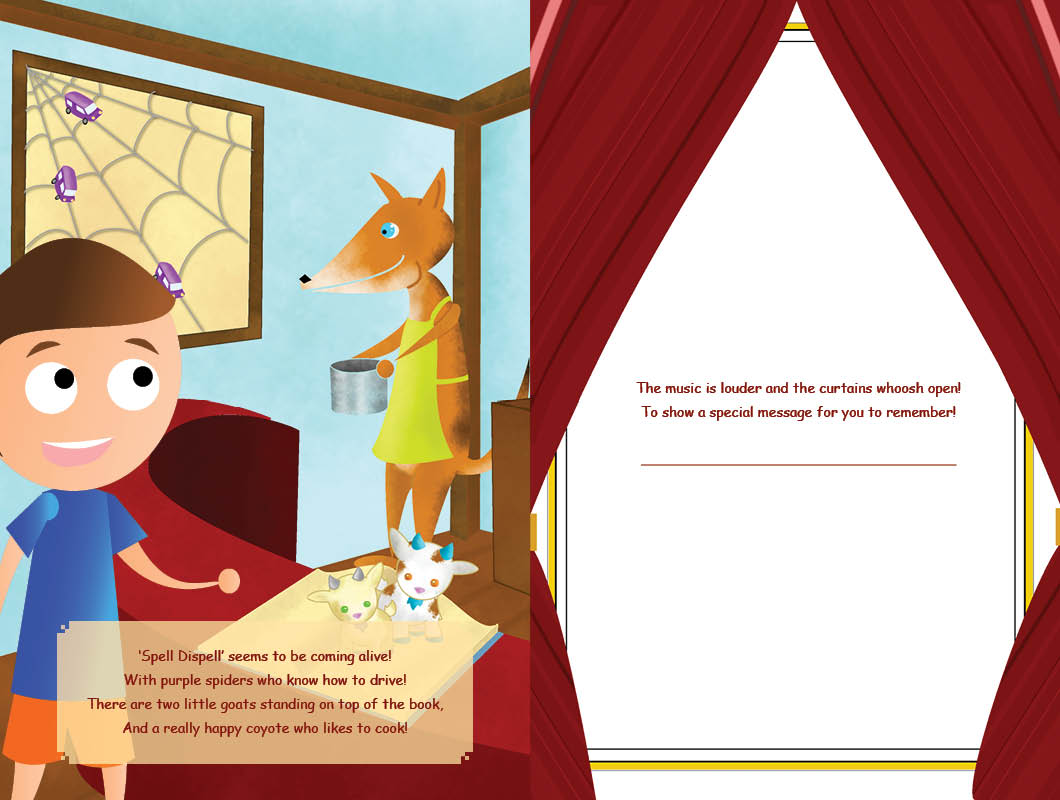 ‘Spell Dispell’ seems to be coming alive!
With purple spiders who know how to drive!
There are two little goats standing on top of the book,
And a really happy coyote who likes to cook!
The music is louder and the curtains whoosh open!
To show a special message for you to remember!